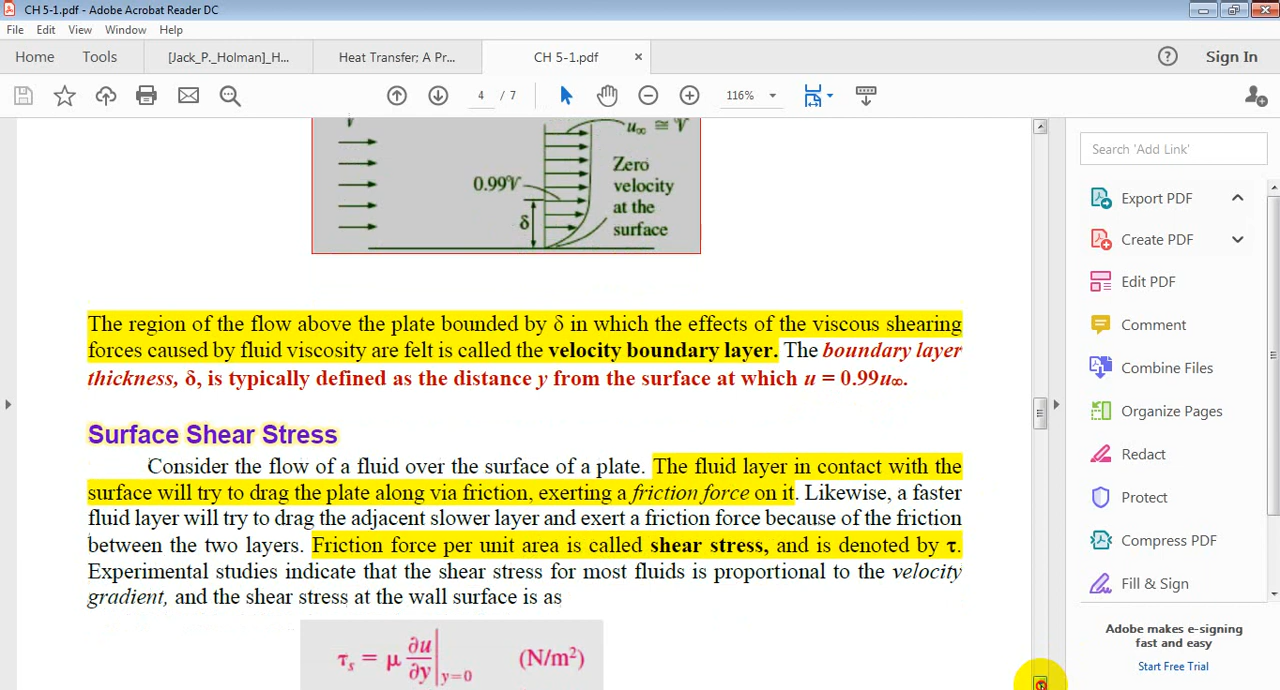 CH 5-1.pdf - Adobe Acrobat Reader DC
File Edit View Window Help
Home Tools [Jack_P._Holman]_H... Heat Transfer; A Pr... CH 5-1.pdf × ? Sign In
4 / 7 116%
u∞ ≅ V
Zero
0.99V velocity
at the
δ surface
The region of the flow above the plate bounded by δ in which the effects of the viscous shearing
forces caused by fluid viscosity are felt is called the velocity boundary layer. The boundary layer
thickness, δ, is typically defined as the distance y from the surface at which u = 0.99u∞.
Surface Shear Stress
Consider the flow of a fluid over the surface of a plate. The fluid layer in contact with the
surface will try to drag the plate along via friction, exerting a friction force on it. Likewise, a faster
fluid layer will try to drag the adjacent slower layer and exert a friction force because of the friction
between the two layers. Friction force per unit area is called shear stress, and is denoted by τ.
Experimental studies indicate that the shear stress for most fluids is proportional to the velocity
gradient, and the shear stress at the wall surface is as
τs = μ ∂u/∂y|y=0 (N/m²)
Search 'Add Link'
Export PDF
Create PDF
Edit PDF
Comment
Combine Files
Organize Pages
Redact
Protect
Compress PDF
Fill & Sign
Adobe makes e-signing
fast and easy
Start Free Trial